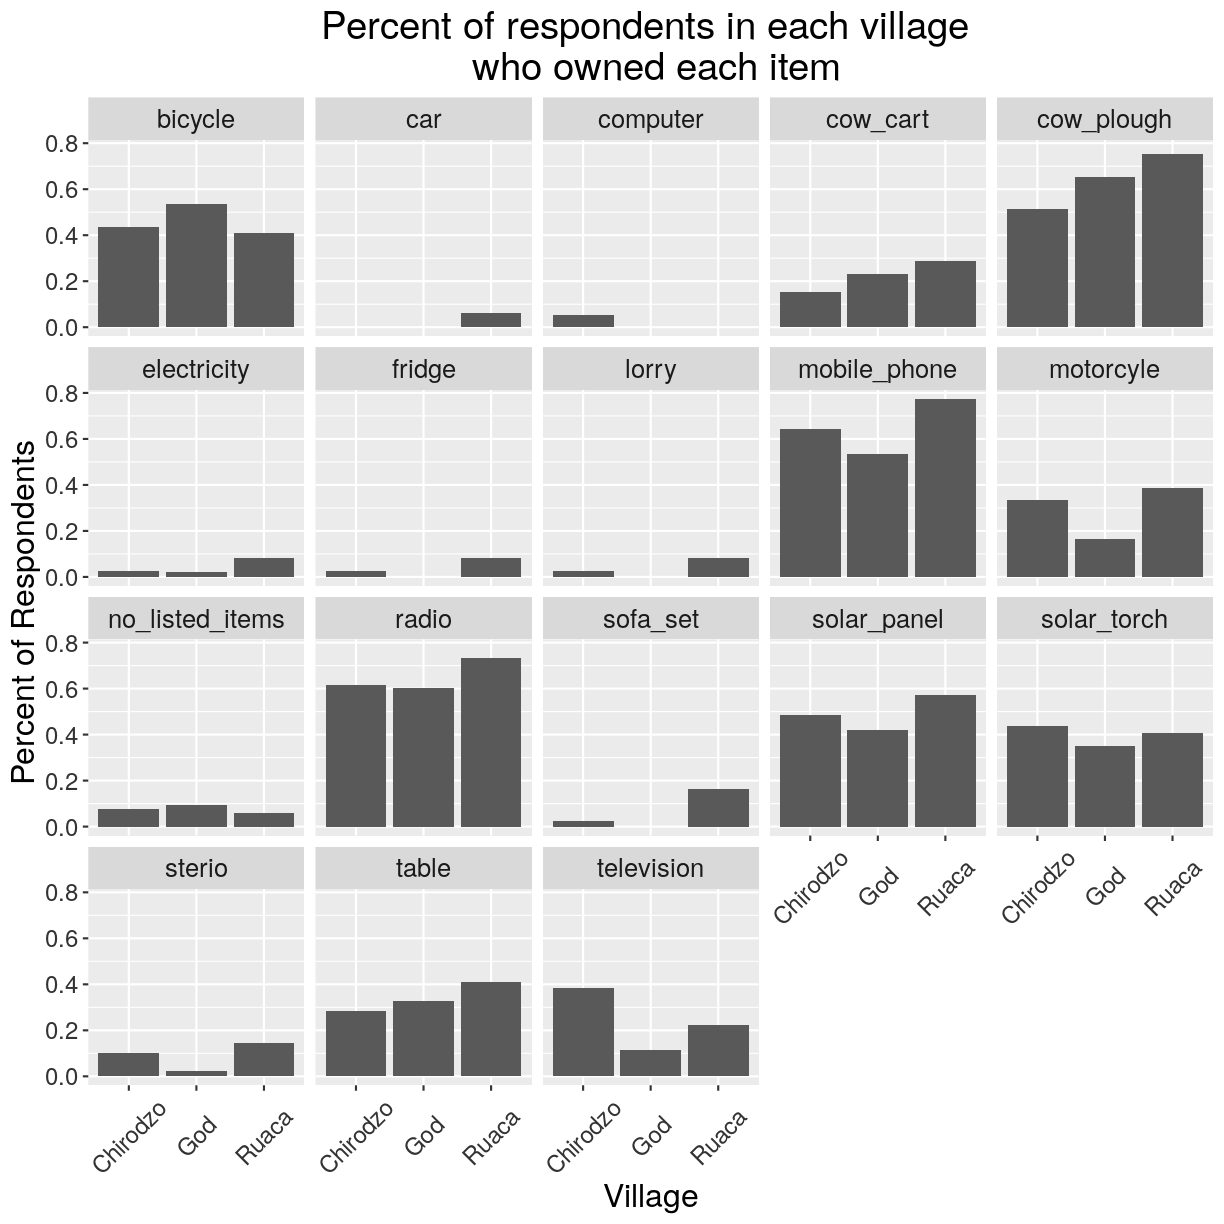 Percent of respondents in each village
who owned each item
bicycle car computer cow_cart cow_plough
0.8
0.6
0.4
0.2
0.0
electricity fridge lorry mobile_phone motorcyle
0.8
0.6
0.4
0.2
0.0
Percent of Respondents
no_listed_items radio sofa_set solar_panel solar_torch
0.8
0.6
0.4
0.2
0.0
Chirodzo God Ruaca Chirodzo God Ruaca
sterio table television
0.8
0.6
0.4
0.2
0.0
Chirodzo God Ruaca Chirodzo God Ruaca Chirodzo God Ruaca
Village